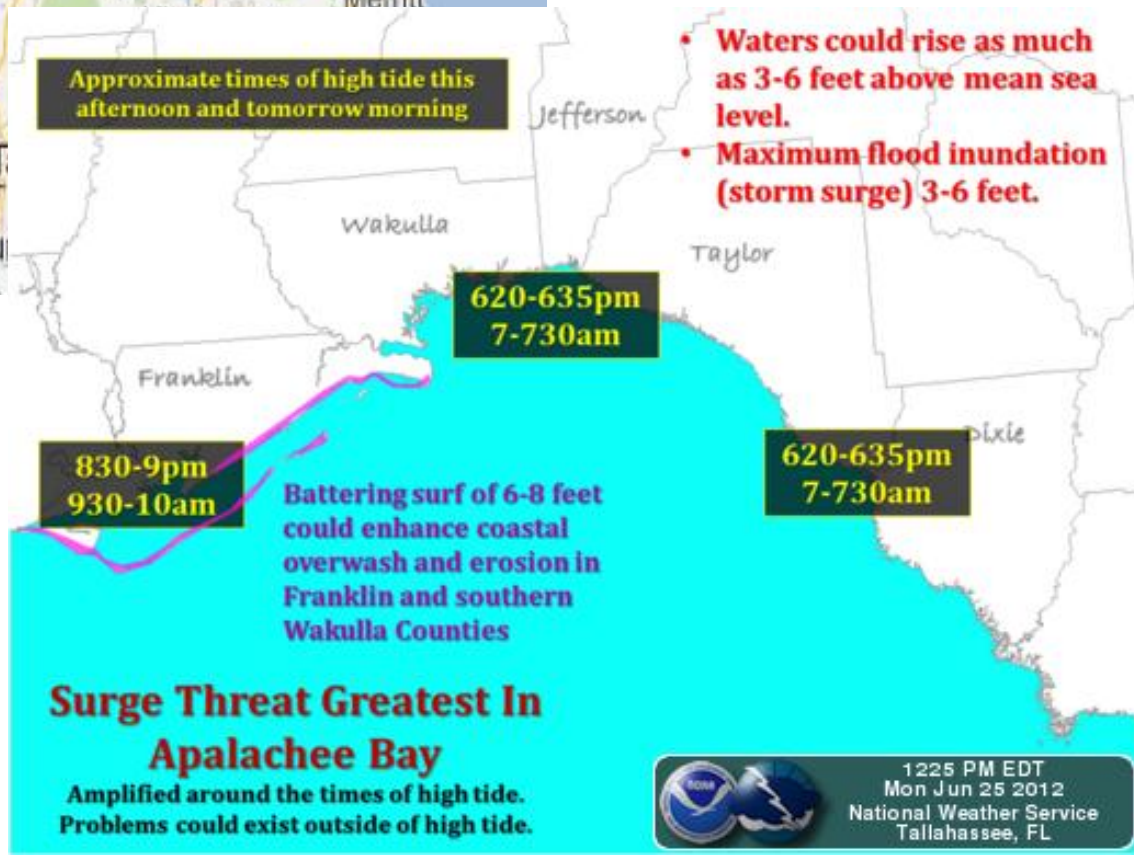 Approximate times of high tide this
afternoon and tomorrow morning
• Waters could rise as much
as 3-6 feet above mean sea
level.
• Maximum flood inundation
(storm surge) 3-6 feet.
Jefferson
Wakulla
Taylor
620-635pm
7-730am
Franklin
Dixie
830-9pm
930-10am
620-635pm
7-730am
Battering surf of 6-8 feet
could enhance coastal
overwash and erosion in
Franklin and southern
Wakulla Counties
Surge Threat Greatest In
Apalachee Bay
Amplified around the times of high tide.
Problems could exist outside of high tide.
NOAA
1225 PM EDT
Mon Jun 25 2012
National Weather Service
Tallahassee, FL